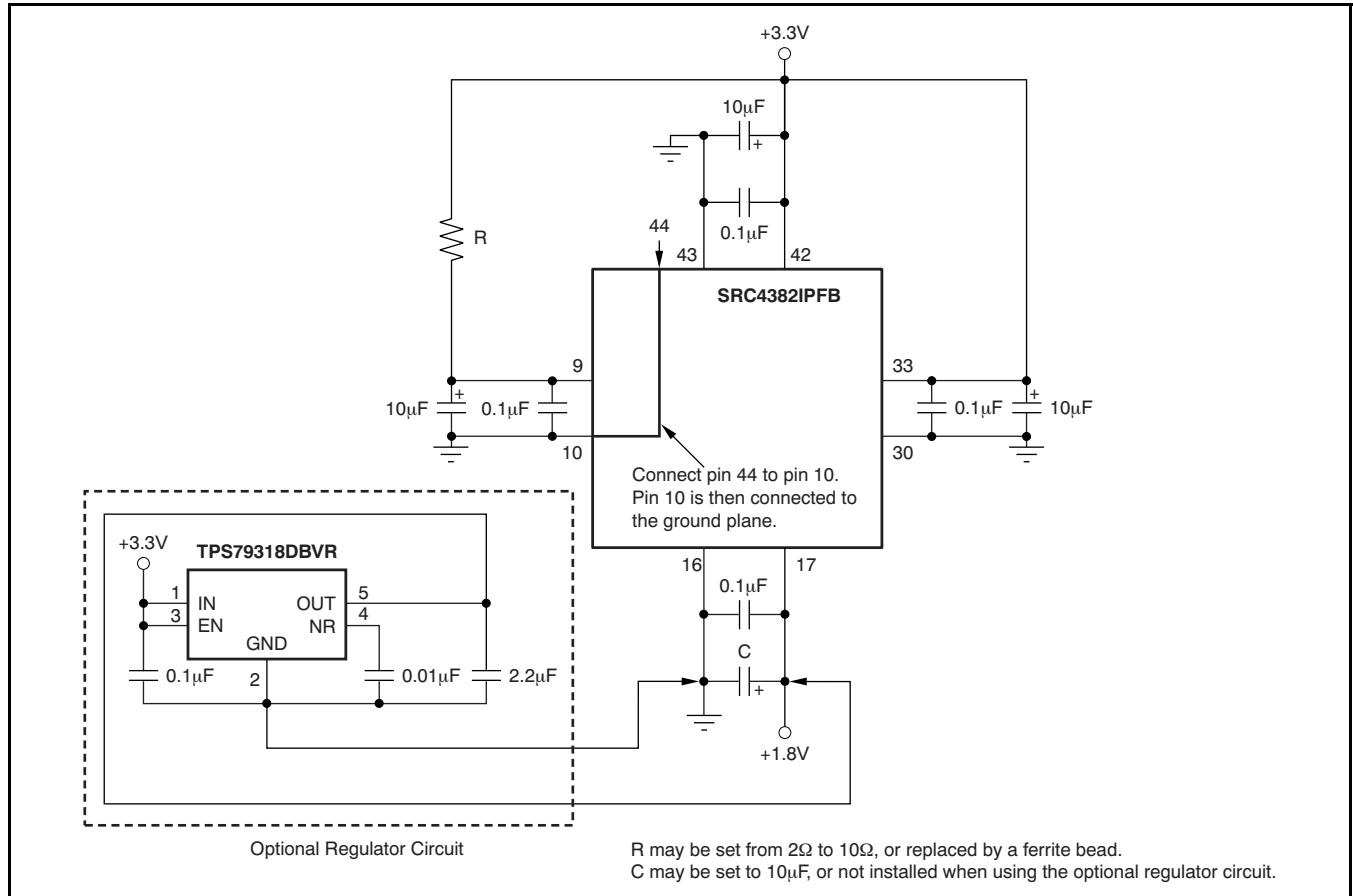 +3.3V
10μF
+
0.1μF
R
44
43
42
SRC4382IPFB
9
33
10μF
+
0.1μF
0.1μF
+
10μF
10
30
Connect pin 44 to pin 10.
Pin 10 is then connected to
the ground plane.
16
17
0.1μF
C
+
+1.8V
+3.3V
TPS79318DBVR
1
IN
OUT
5
3
EN
NR
4
GND
2
0.1μF
0.01μF
2.2μF
Optional Regulator Circuit
R may be set from 2Ω to 10Ω, or replaced by a ferrite bead.
C may be set to 10μF, or not installed when using the optional regulator circuit.